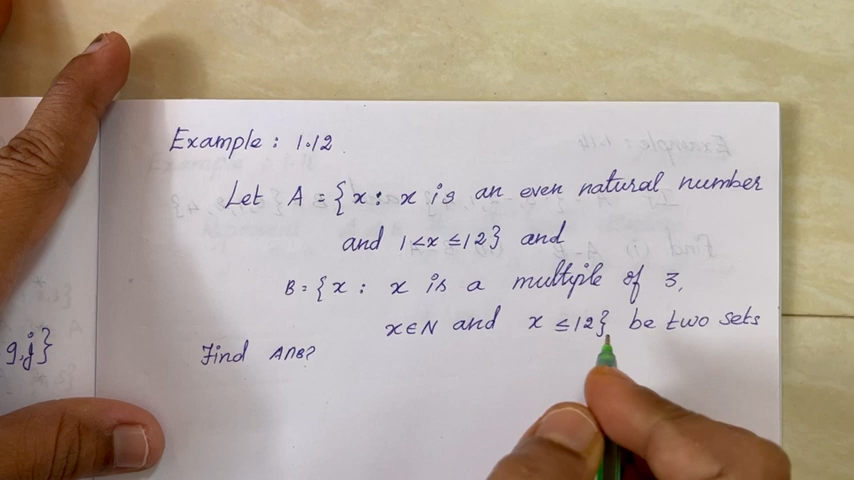 Example : 1.12
Let A = {x : x is an even natural number
and 1 < x ≤ 12} and
B = {x : x is a multiple of 3,
x ∈ N and x ≤ 12} be two sets
Find A∩B?
g, j}